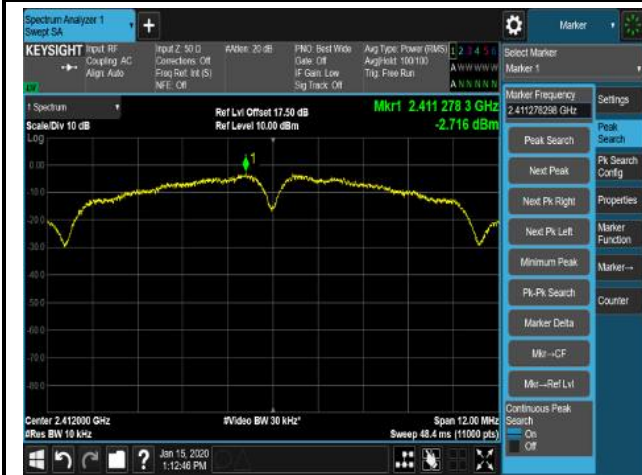 Spectrum Analyzer 1
Swept SA
+
Marker
KEYSIGHT
Input: RF
Coupling: AC
Align: Auto
Input Z: 50 Ω
Corrections: Off
Freq Ref: Int (S)
NFE: Off
#Atten: 20 dB
PNO: Best Wide
Gate: Off
IF Gain: Low
Sig Track: Off
Avg Type: Power (RMS)
Avg|Hold: 100/100
Trig: Free Run
1 2 3 4 5 6
A W W W W W
A N N N N N
Select Marker
Marker 1
1 Spectrum
Scale/Div 10 dB
Log
Ref Lvl Offset 17.50 dB
Ref Level 10.00 dBm
Mkr1 2.411 278 3 GHz
-2.716 dBm
1
0.00
-10.0
-20.0
-30.0
-40.0
-50.0
-60.0
-70.0
-80.0
Center 2.412000 GHz
#Res BW 10 kHz
#Video BW 30 kHz*
Span 12.00 MHz
Sweep 48.4 ms (11000 pts)
Marker Frequency
2.411278298 GHz
Peak Search
Next Peak
Next Pk Right
Next Pk Left
Minimum Peak
Pk-Pk Search
Marker Delta
Mkr→CF
Mkr→Ref Lvl
Continuous Peak
Search
On
Off
Settings
Peak
Search
Pk Search
Config
Properties
Marker
Function
Marker→
Counter
?
Jan 15, 2020
1:12:46 PM